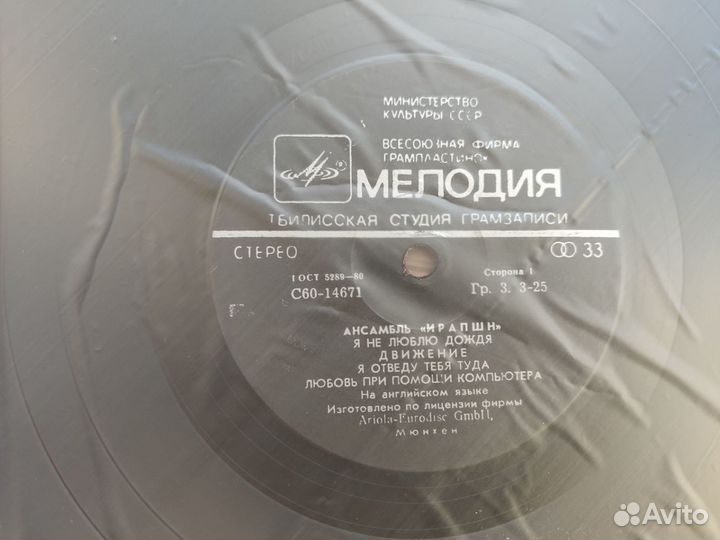 МИНИСТЕРСТВО
КУЛЬТУРЫ СССР
ВСЕСОЮЗНАЯ ФИРМА
ГРАМПЛАСТИНОК
МЕЛОДИЯ
ТБИЛИССКАЯ СТУДИЯ ГРАМЗАПИСИ
СТЕРЕО
33
ГОСТ 5289—80
С60-14671
Сторона 1
Гр. 3. 3-25
АНСАМБЛЬ «ИРАПШН»
Я НЕ ЛЮБЛЮ ДОЖДЯ
ДВИЖЕНИЕ
Я ОТВЕДУ ТЕБЯ ТУДА
ЛЮБОВЬ ПРИ ПОМОЩИ КОМПЬЮТЕРА
На английском языке
Изготовлено по лицензии фирмы
Ariola-Eurodisc GmbH,
Мюнхен
Avito